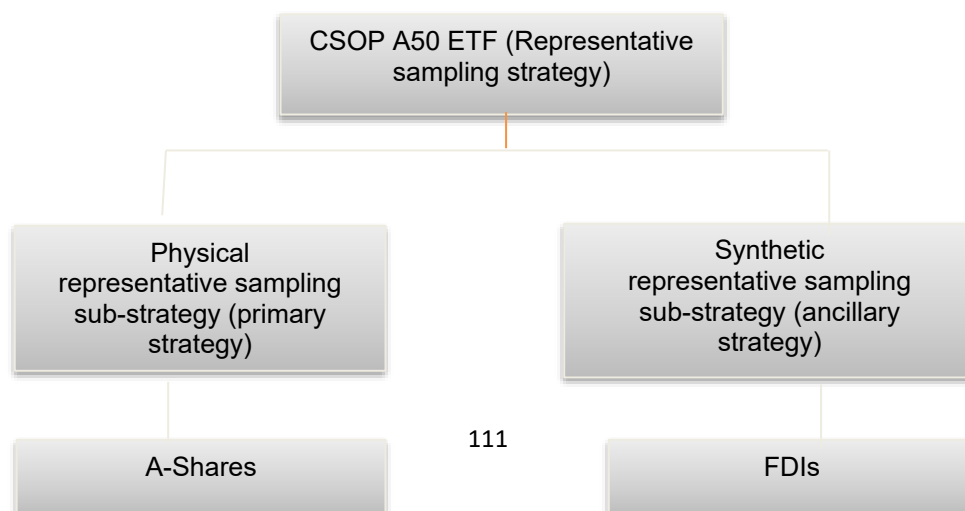 CSOP A50 ETF (Representative
sampling strategy)
Physical
representative sampling
sub-strategy (primary
strategy)
Synthetic
representative sampling
sub-strategy (ancillary
strategy)
111
A-Shares
FDIs